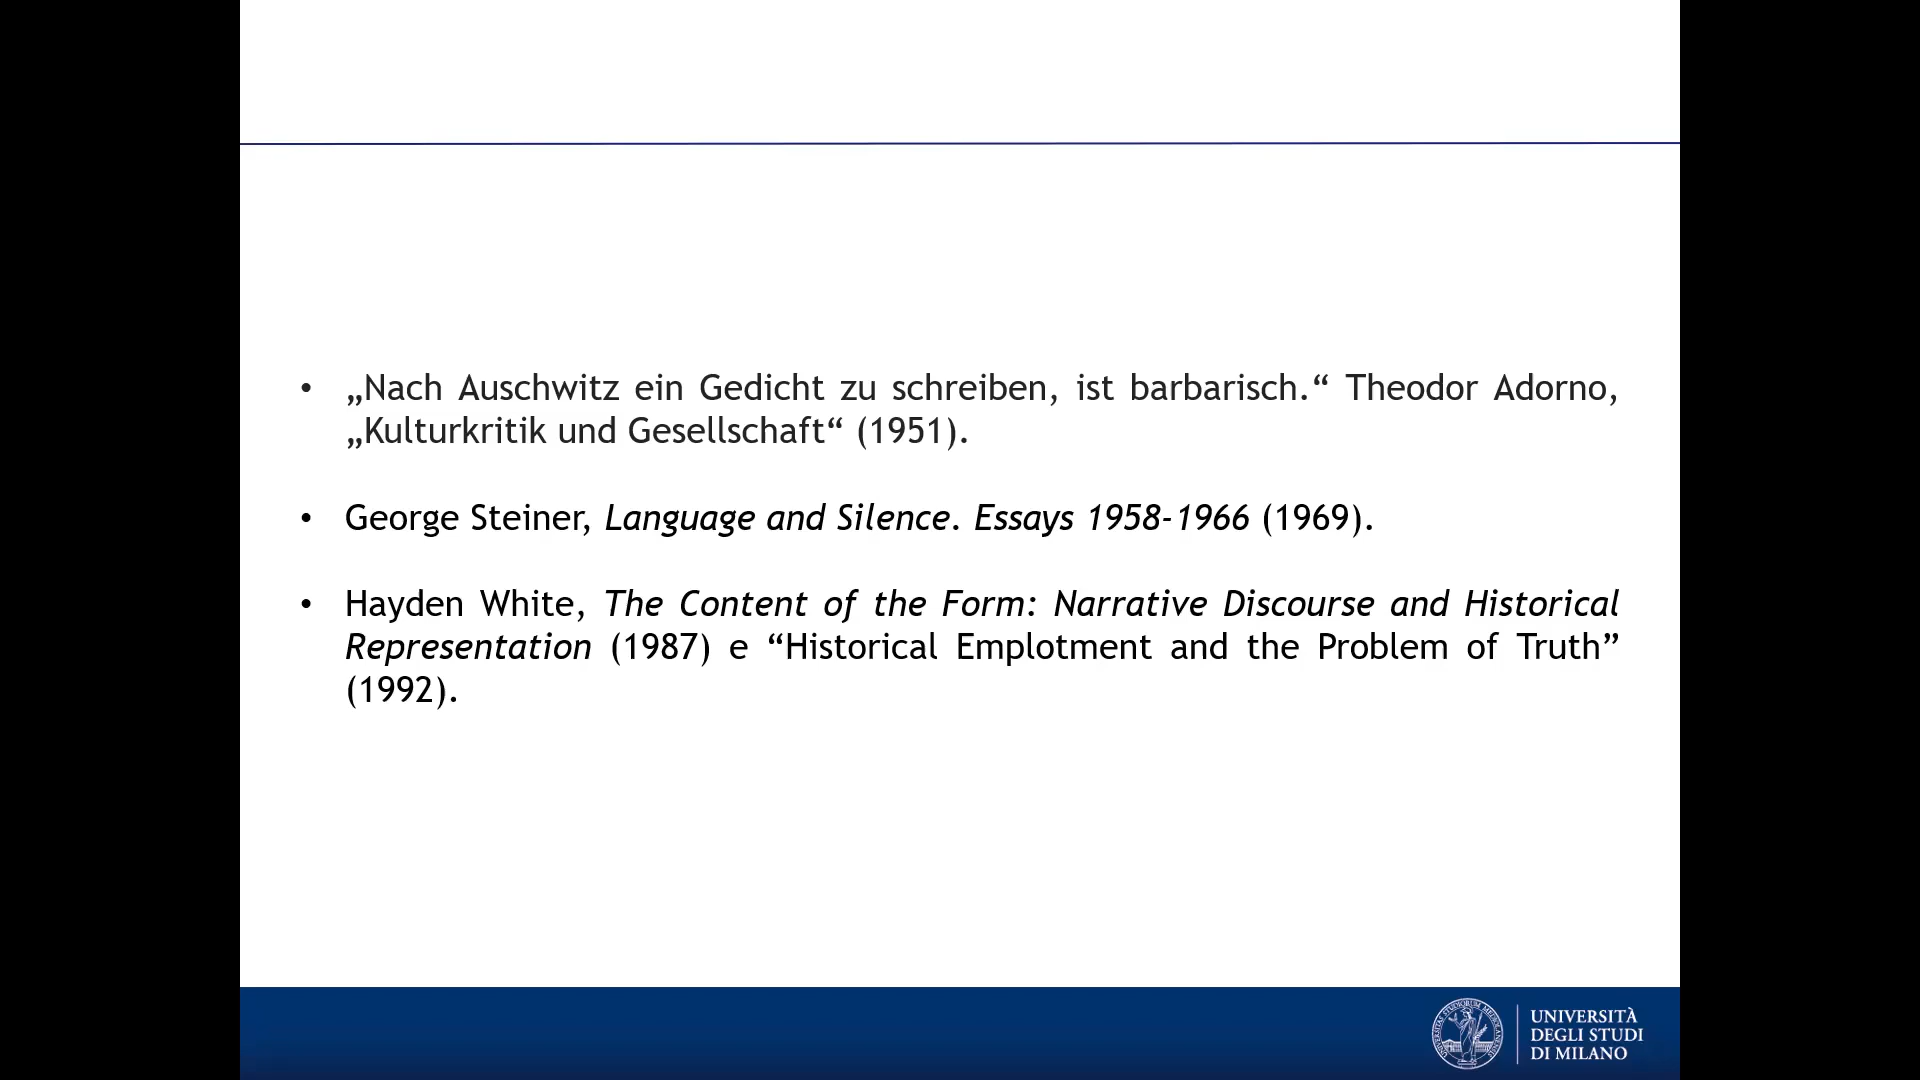 • „Nach Auschwitz ein Gedicht zu schreiben, ist barbarisch.“ Theodor Adorno,
„Kulturkritik und Gesellschaft“ (1951).
• George Steiner, Language and Silence. Essays 1958-1966 (1969).
• Hayden White, The Content of the Form: Narrative Discourse and Historical
Representation (1987) e “Historical Emplotment and the Problem of Truth”
(1992).
UNIVERSITÀ
DEGLI STUDI
DI MILANO